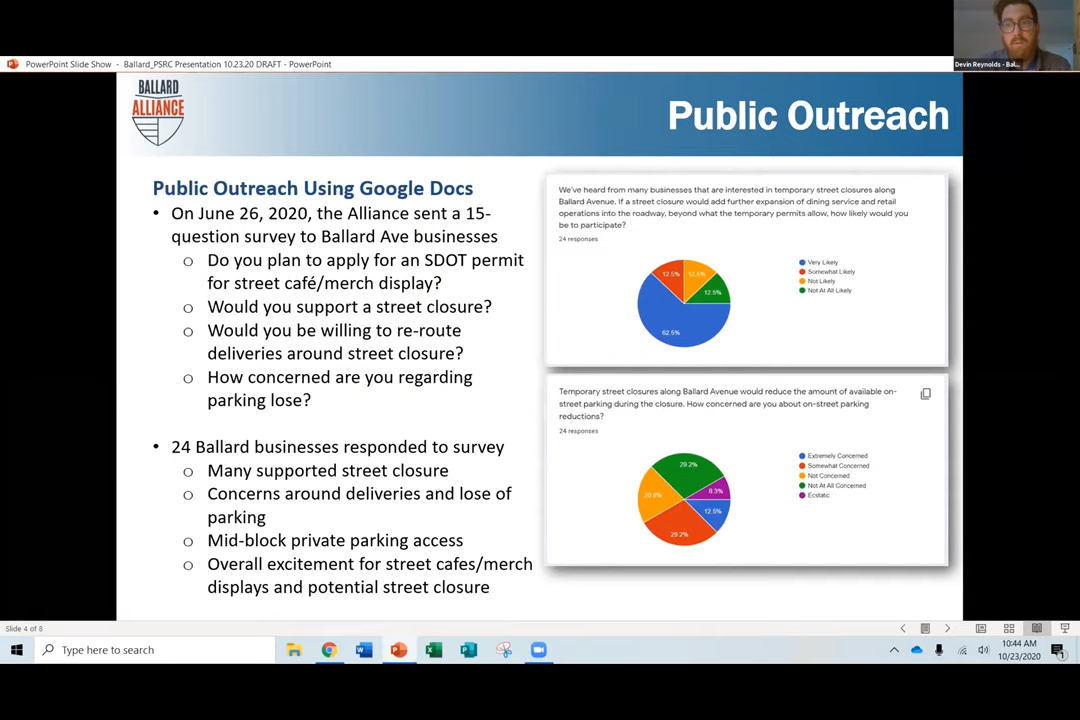 Devin Reynolds - Bal...
PowerPoint Slide Show - Ballard_PSRC Presentation 10.23.20 DRAFT - PowerPoint
BALLARD
ALLIANCE
Public Outreach
Public Outreach Using Google Docs
• On June 26, 2020, the Alliance sent a 15-
question survey to Ballard Ave businesses
o Do you plan to apply for an SDOT permit
for street café/merch display?
o Would you support a street closure?
o Would you be willing to re-route
deliveries around street closure?
o How concerned are you regarding
parking lose?
• 24 Ballard businesses responded to survey
o Many supported street closure
o Concerns around deliveries and lose of
parking
o Mid-block private parking access
o Overall excitement for street cafes/merch
displays and potential street closure
We've heard from many businesses that are interested in temporary street closures along
Ballard Avenue. If a street closure would add further expansion of dining service and retail
operations into the roadway, beyond what the temporary permits allow, how likely would you
be to participate?
24 responses
12.5%
12.5%
12.5%
62.5%
Very Likely
Somewhat Likely
Not Likely
Not At All Likely
Temporary street closures along Ballard Avenue would reduce the amount of available on-
street parking during the closure. How concerned are you about on-street parking
reductions?
24 responses
29.2%
8.3%
20.8%
12.5%
29.2%
Extremely Concerned
Somewhat Concerned
Not Concerned
Not At All Concerned
Ecstatic
Slide 4 of 8
Type here to search
10:44 AM
10/23/2020
1